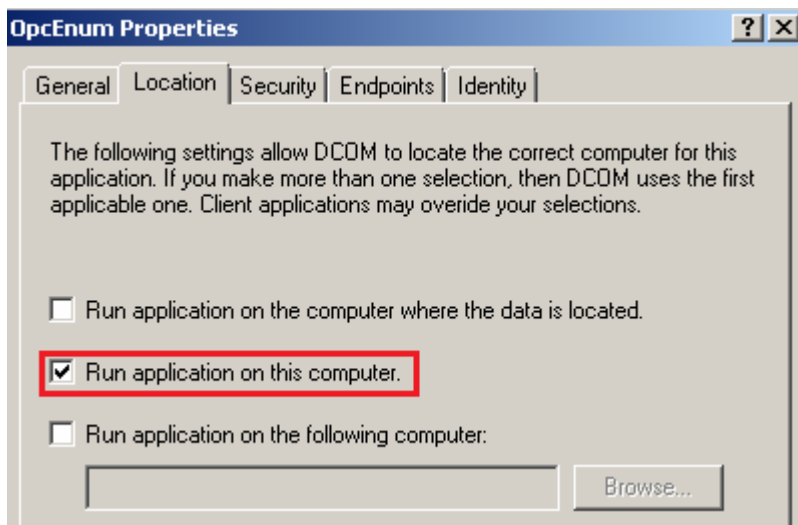 OpcEnum Properties
General Location Security Endpoints Identity
The following settings allow DCOM to locate the correct computer for this
application. If you make more than one selection, then DCOM uses the first
applicable one. Client applications may overide your selections.
Run application on the computer where the data is located.
Run application on this computer.
Run application on the following computer:
Browse...